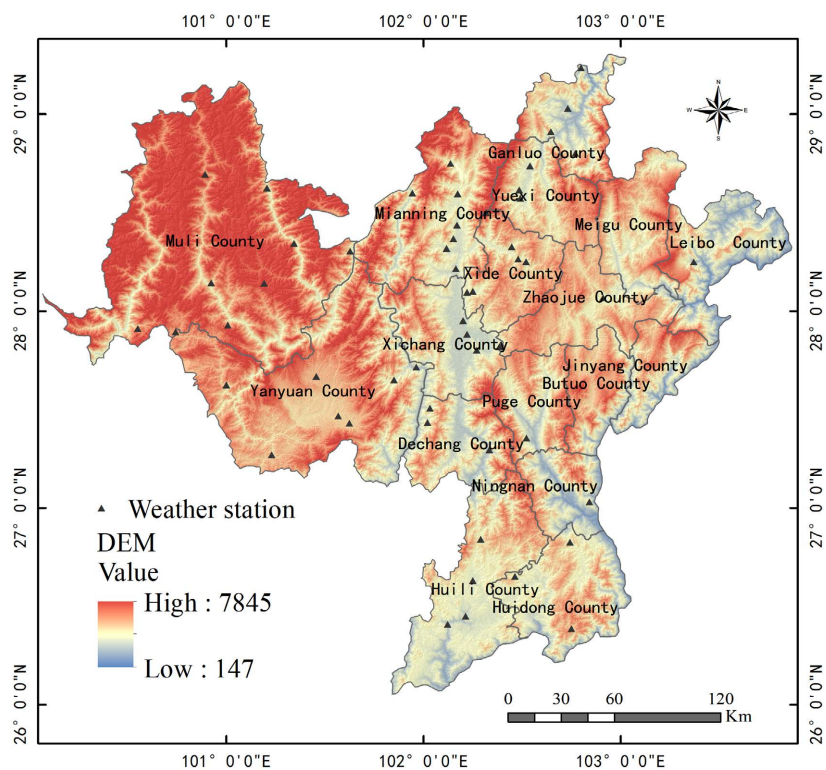 101° 0′0″E 102° 0′0″E 103° 0′0″E
29° 0′0″N
29° 0′0″N
N
W E
S
Ganluo County
Yuexi County
Mianning County
Meigu County
Muli County
Leibo County
Xide County
Zhaojue County
28° 0′0″N
28° 0′0″N
Xichang County
Jinyang County
Yanyuan County
Butuo County
Puge County
Dechang County
Ningnan County
27° 0′0″N
27° 0′0″N
Weather station
DEM
Value
High : 7845
Low : 147
Huili County
Huidong County
26° 0′0″N
26° 0′0″N
0 30 60 120
Km
101° 0′0″E 102° 0′0″E 103° 0′0″E